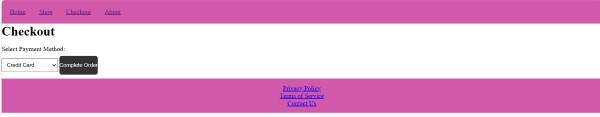 Home Shop Checkout About
Checkout
Select Payment Method:
Credit Card Complete Order
Privacy Policy
Terms of Service
Contact Us